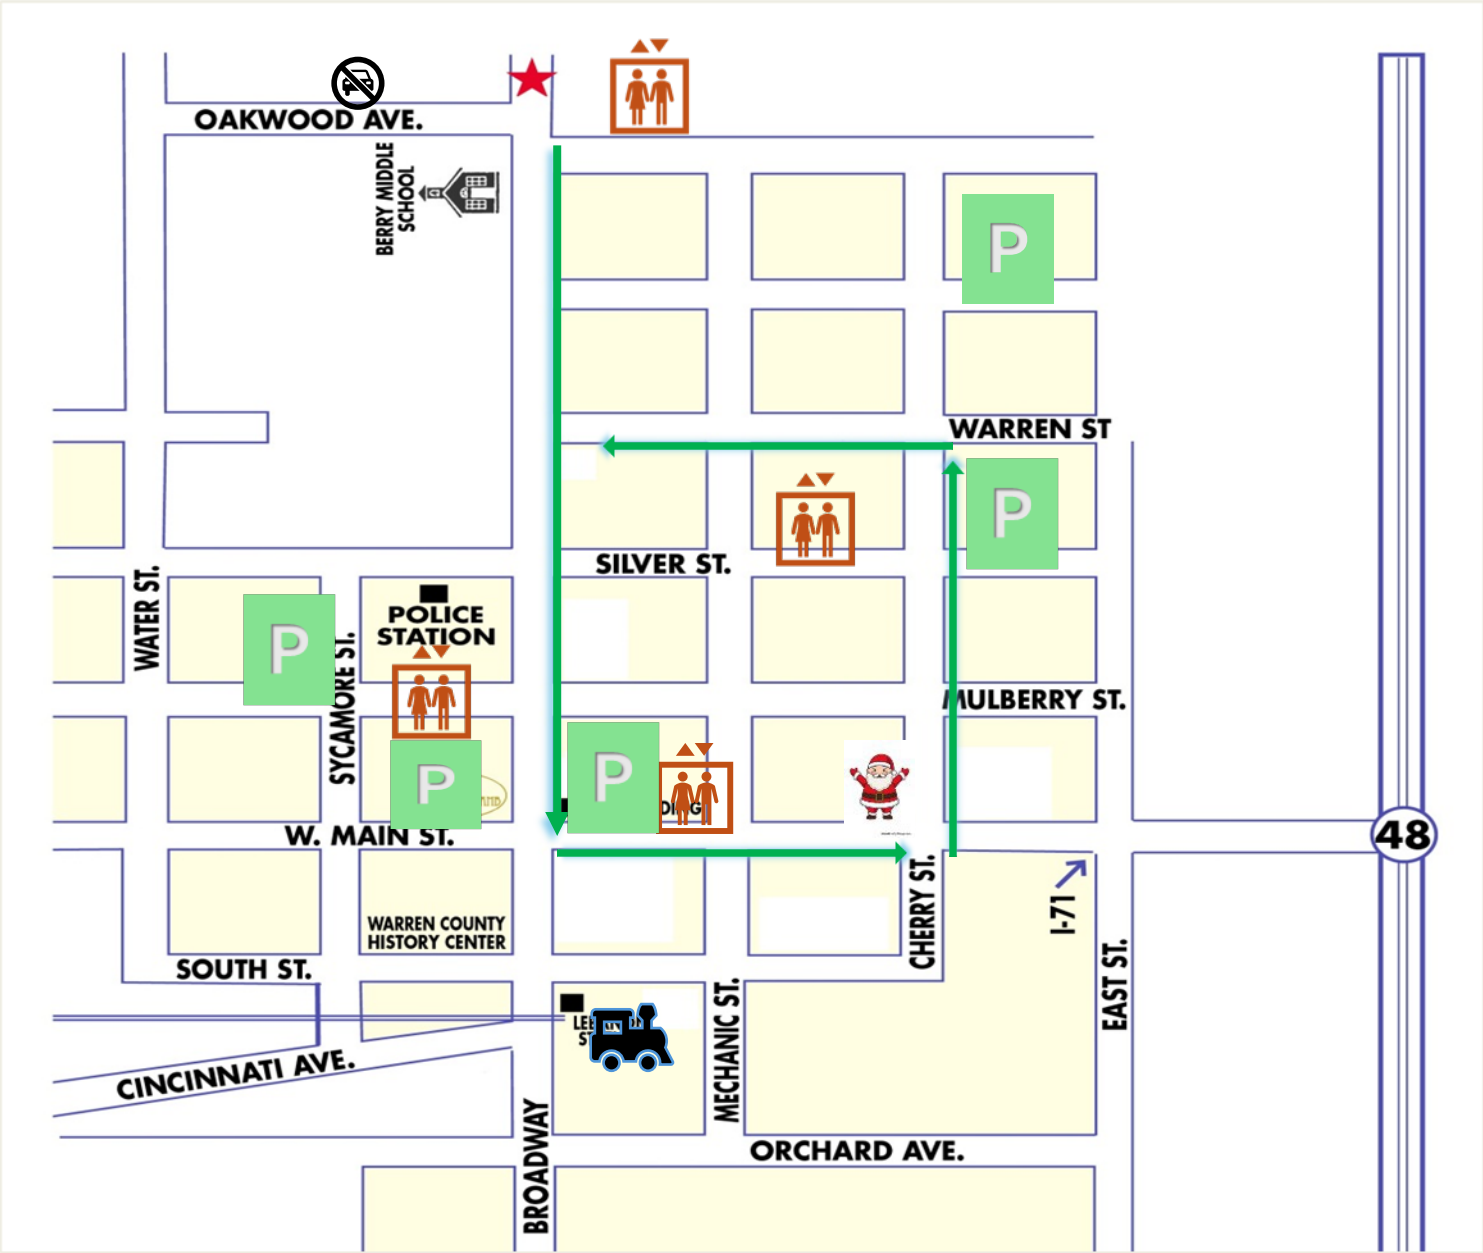 OAKWOOD AVE.
BERRY MIDDLE
SCHOOL
P
WARREN ST
P
SILVER ST.
WATER ST.
P
SYCAMORE ST.
POLICE
STATION
MULBERRY ST.
P
P
W. MAIN ST.
48
CHERRY ST.
I-71
WARREN COUNTY
HISTORY CENTER
EAST ST.
SOUTH ST.
MECHANIC ST.
CINCINNATI AVE.
BROADWAY
ORCHARD AVE.